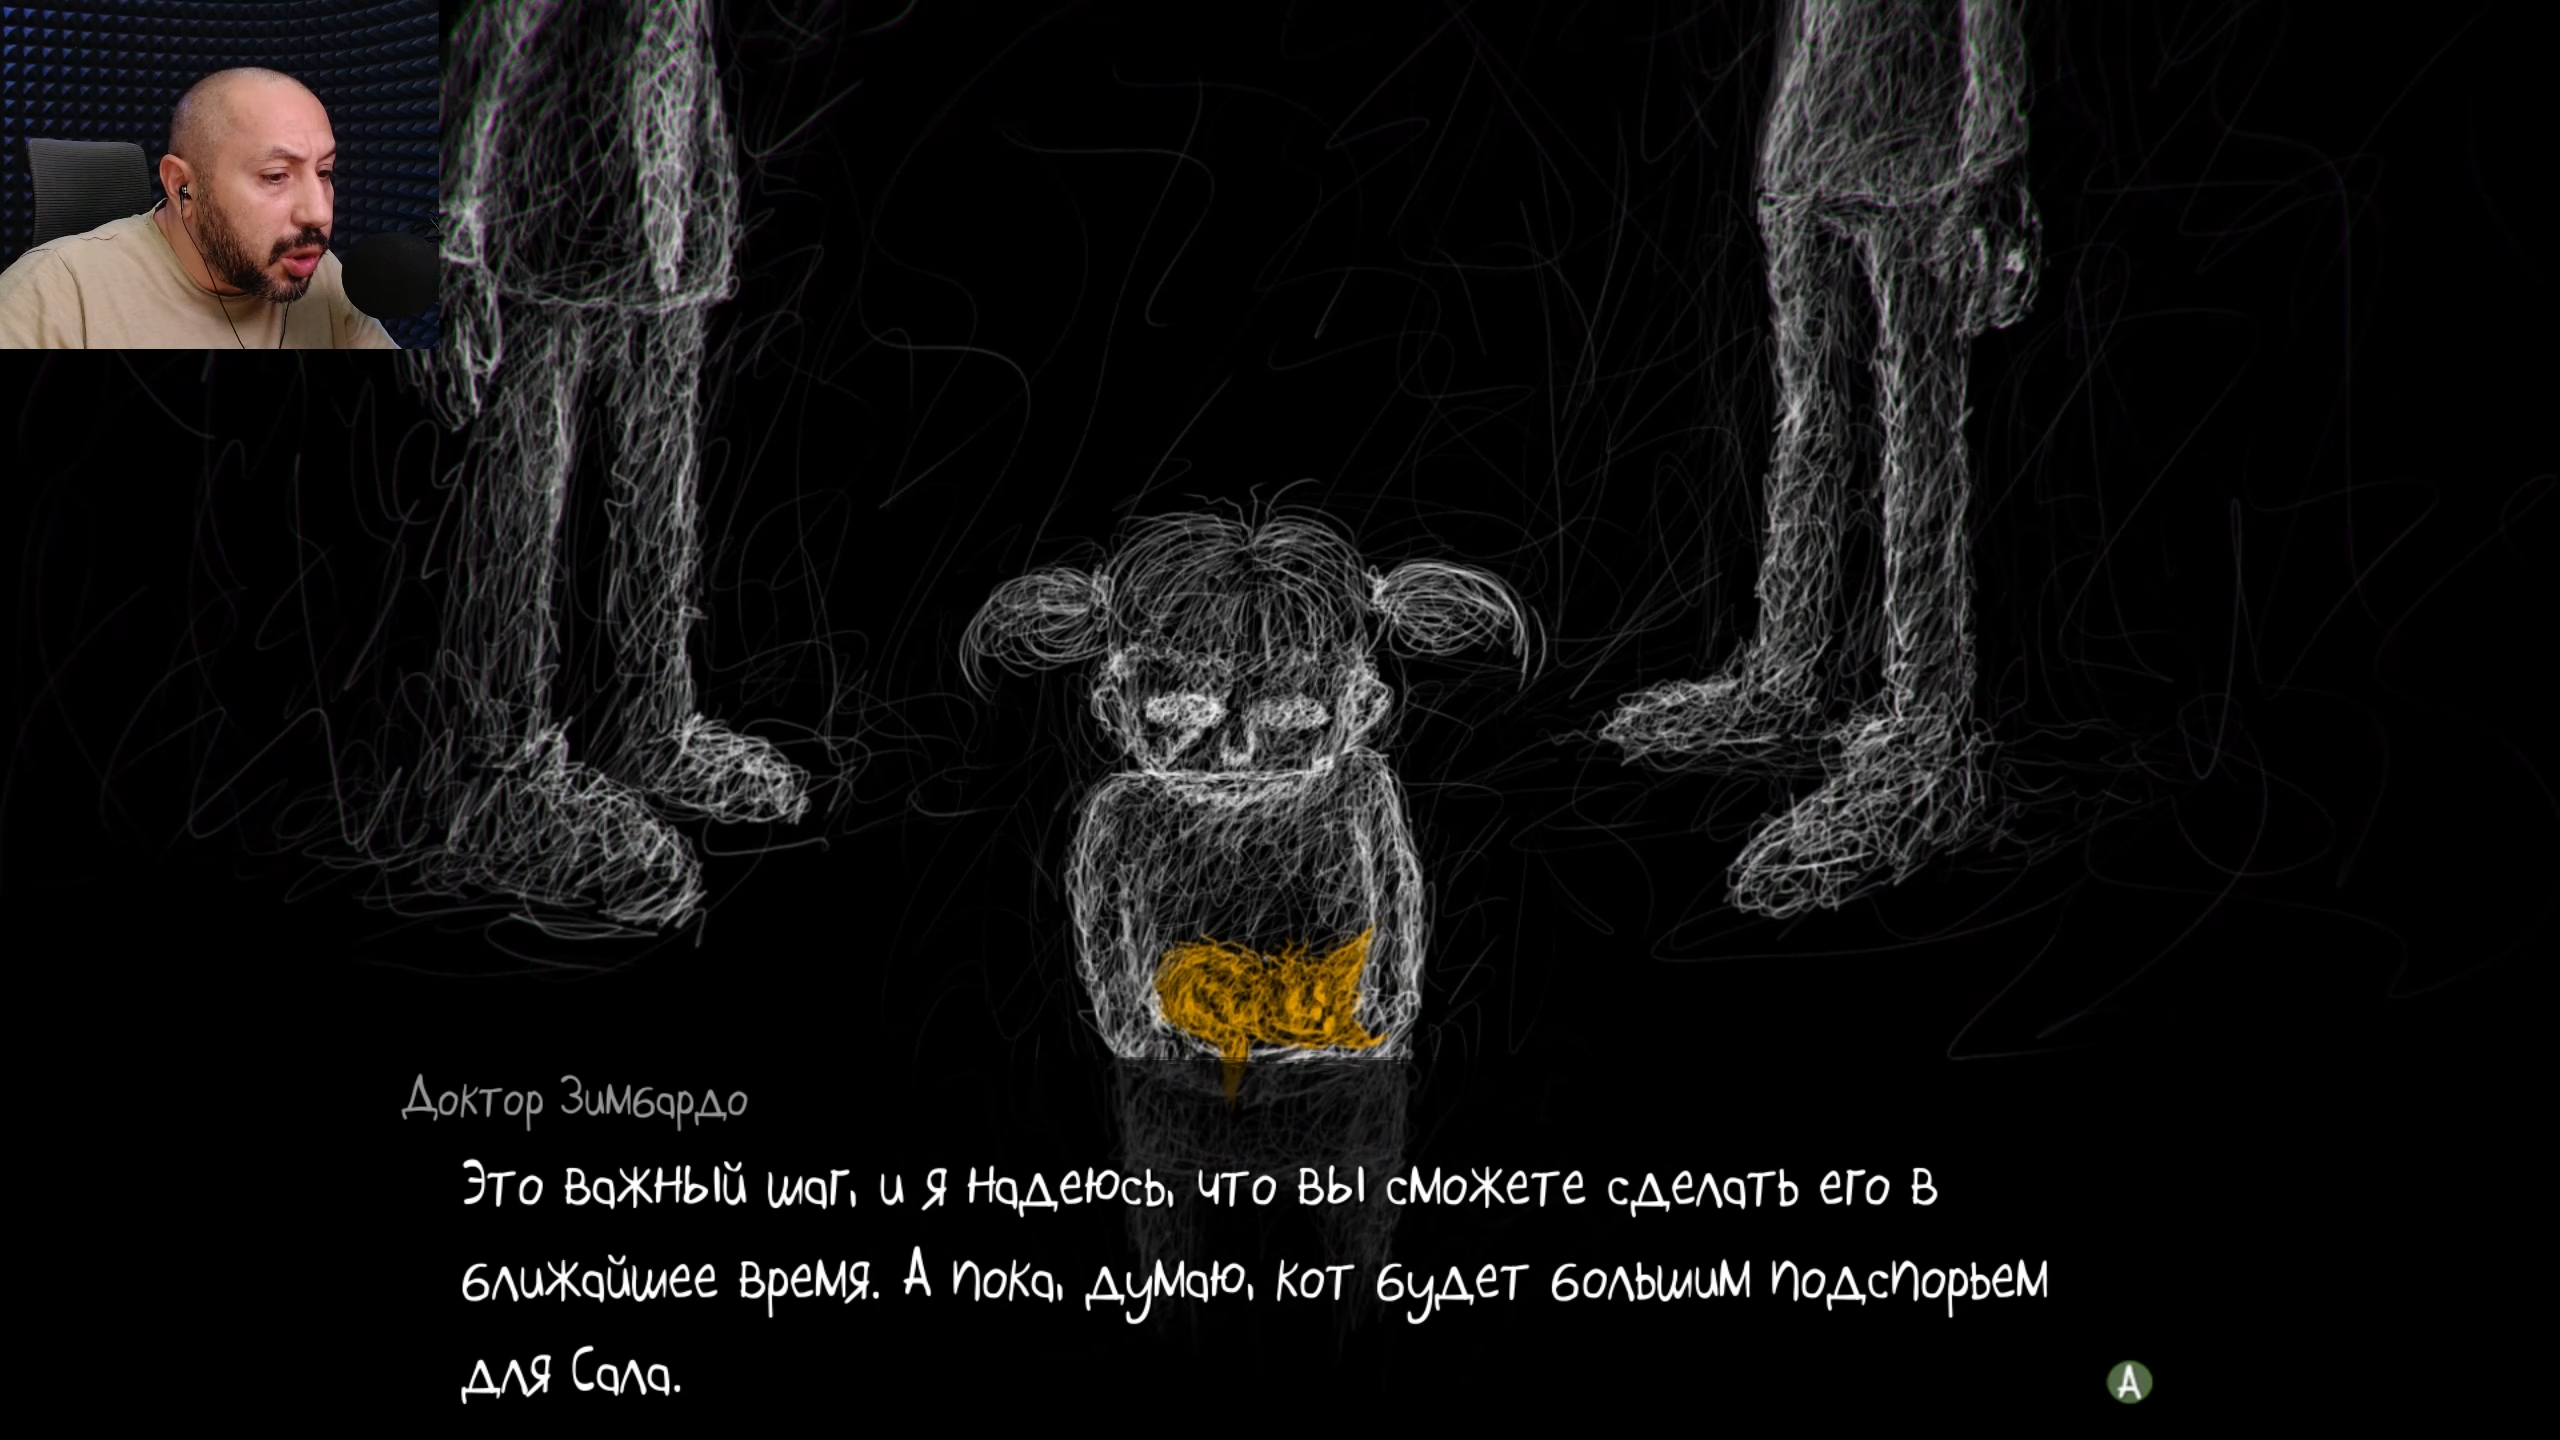 Доктор Зимбардо
Это важный шаг, и я надеюсь, что вы сможете сделать его в
ближайшее время. А пока, думаю, кот будет большим подспорьем
для Сала.
A